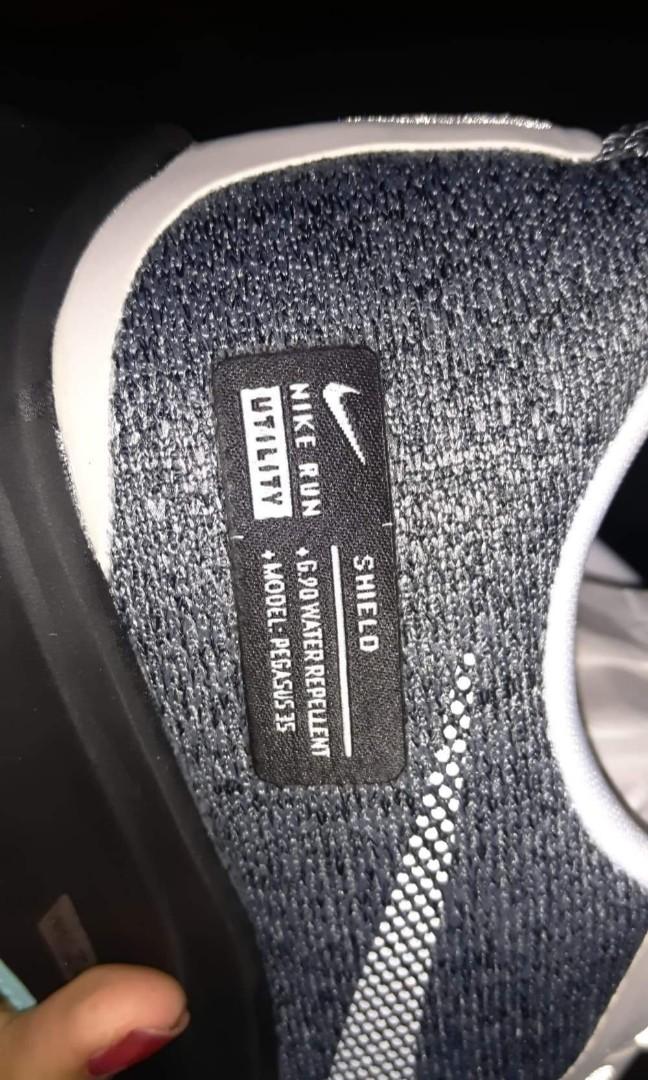 NIKE RUN
UTILITY
SHIELD
+ G.90 WATER REPELLENT
+ MODEL: PEGASUS 35